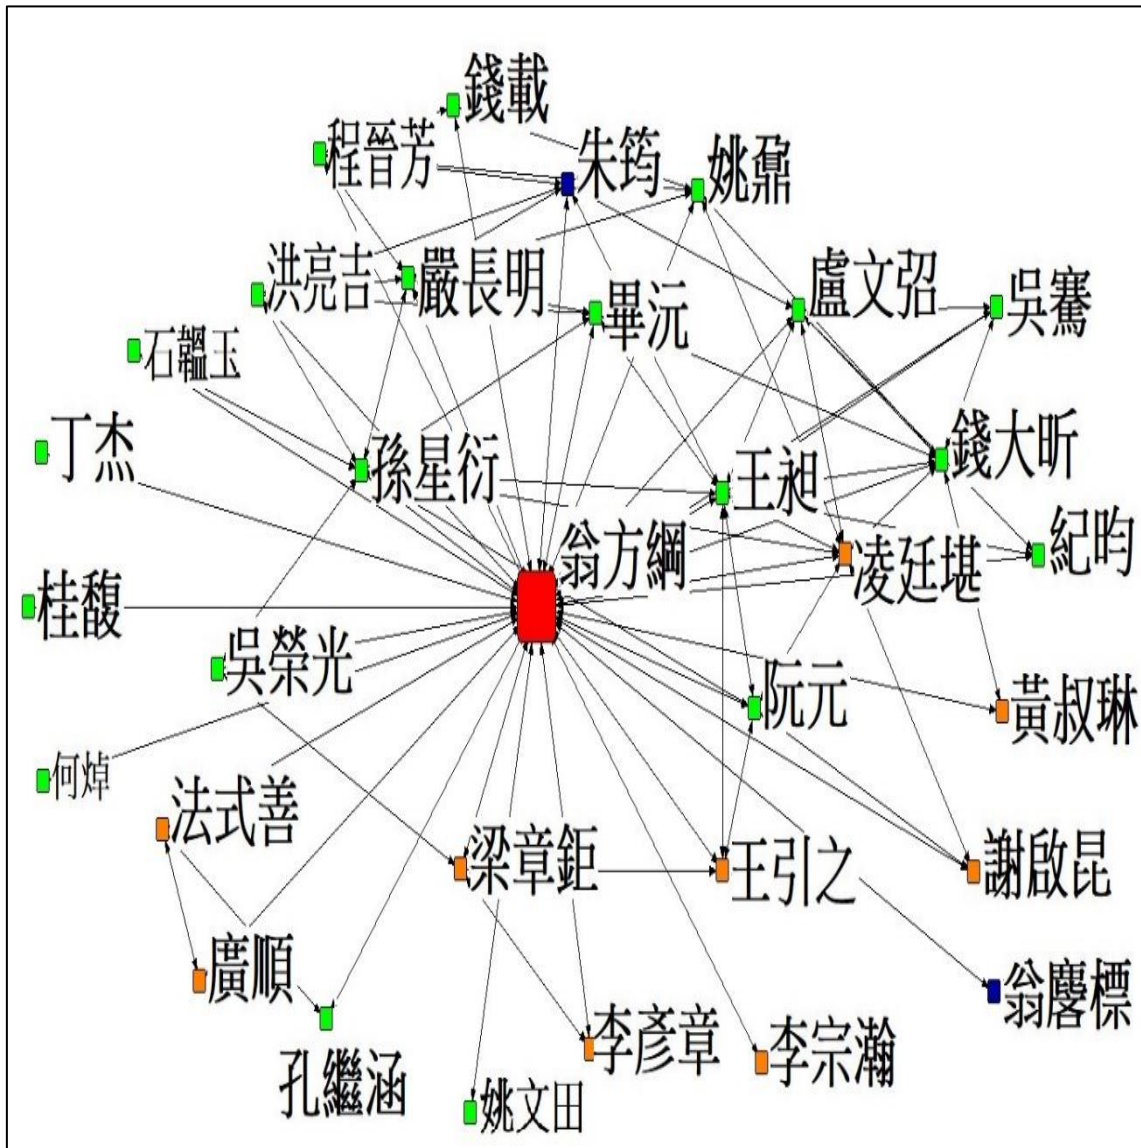 錢載
程晉芳
朱筠
姚鼐
洪亮吉
嚴長明
畢沅
盧文弨
吳騫
石韞玉
丁杰
孫星衍
王昶
錢大昕
翁方綱
凌廷堪
紀昀
桂馥
吳榮光
阮元
黃叔琳
何焯
法式善
梁章鉅
王引之
謝啟昆
廣順
翁麐標
孔繼涵
李彥章
李宗瀚
姚文田